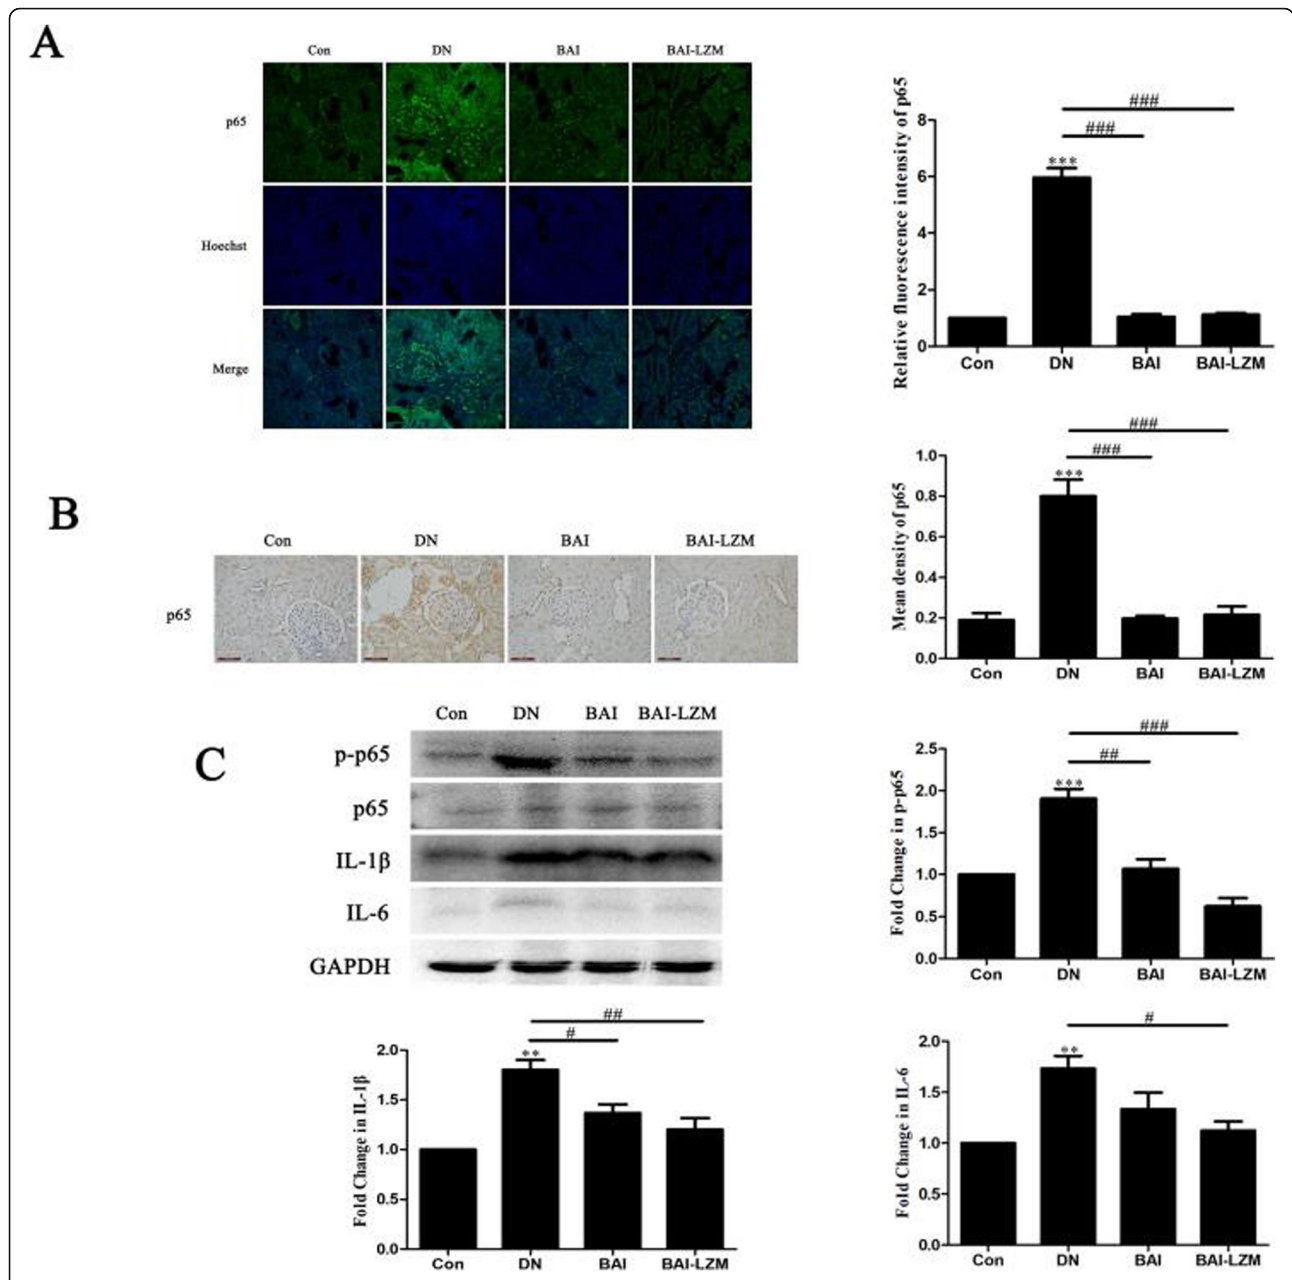 A
Con DN BAI BAI-LZM
p65
Hoechst
Merge
Relative fluorescence intensity of p65
8
6
4
2
0
###
###
***
Con DN BAI BAI-LZM
B
Con DN BAI BAI-LZM
p65
Mean density of p65
1.0
0.8
0.6
0.4
0.2
0.0
###
###
***
Con DN BAI BAI-LZM
C
Con DN BAI BAI-LZM
p-p65
p65
IL-1β
IL-6
GAPDH
Fold Change in p-p65
2.5
2.0
1.5
1.0
0.5
0.0
###
##
***
Con DN BAI BAI-LZM
Fold Change in IL-1β
2.0
1.5
1.0
0.5
0.0
##
#
**
Con DN BAI BAI-LZM
Fold Change in IL-6
2.0
1.5
1.0
0.5
0.0
#
**
Con DN BAI BAI-LZM